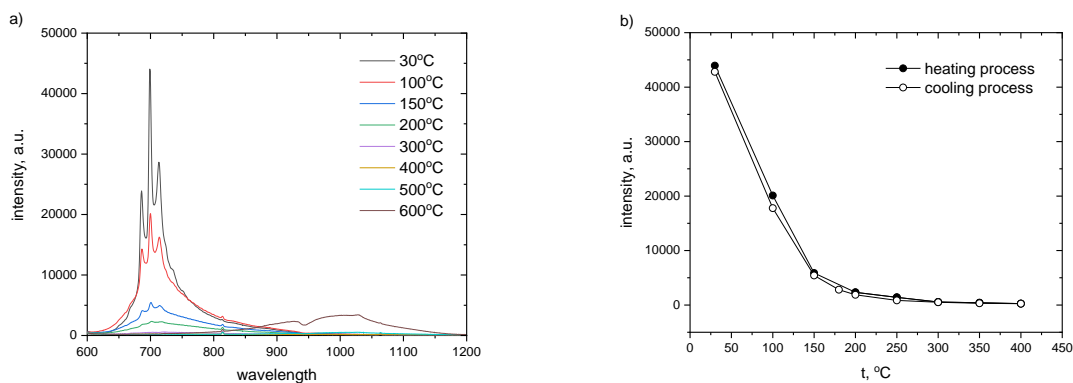 a)
intensity, a.u.
50000
40000
30000
20000
10000
0
600 700 800 900 1000 1100 1200
wavelength
30ºC
100ºC
150ºC
200ºC
300ºC
400ºC
500ºC
600ºC
b)
intensity, a.u.
50000
40000
30000
20000
10000
0
0 50 100 150 200 250 300 350 400 450
t, ºC
heating process
cooling process